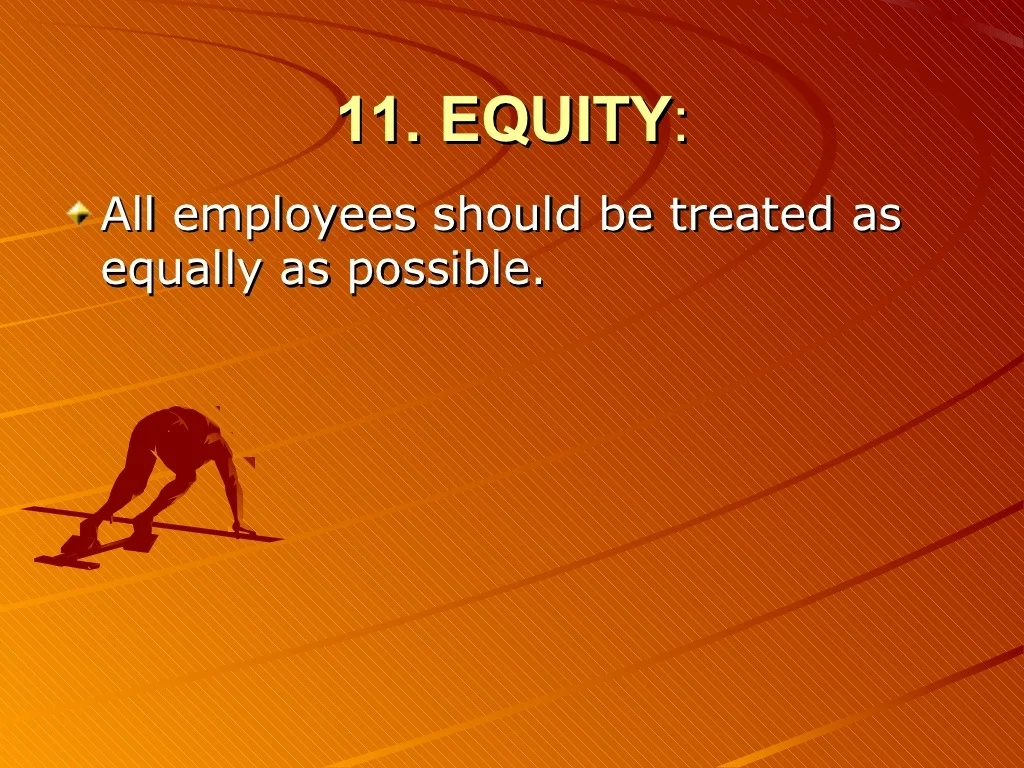 11. EQUITY:
All employees should be treated as
equally as possible.